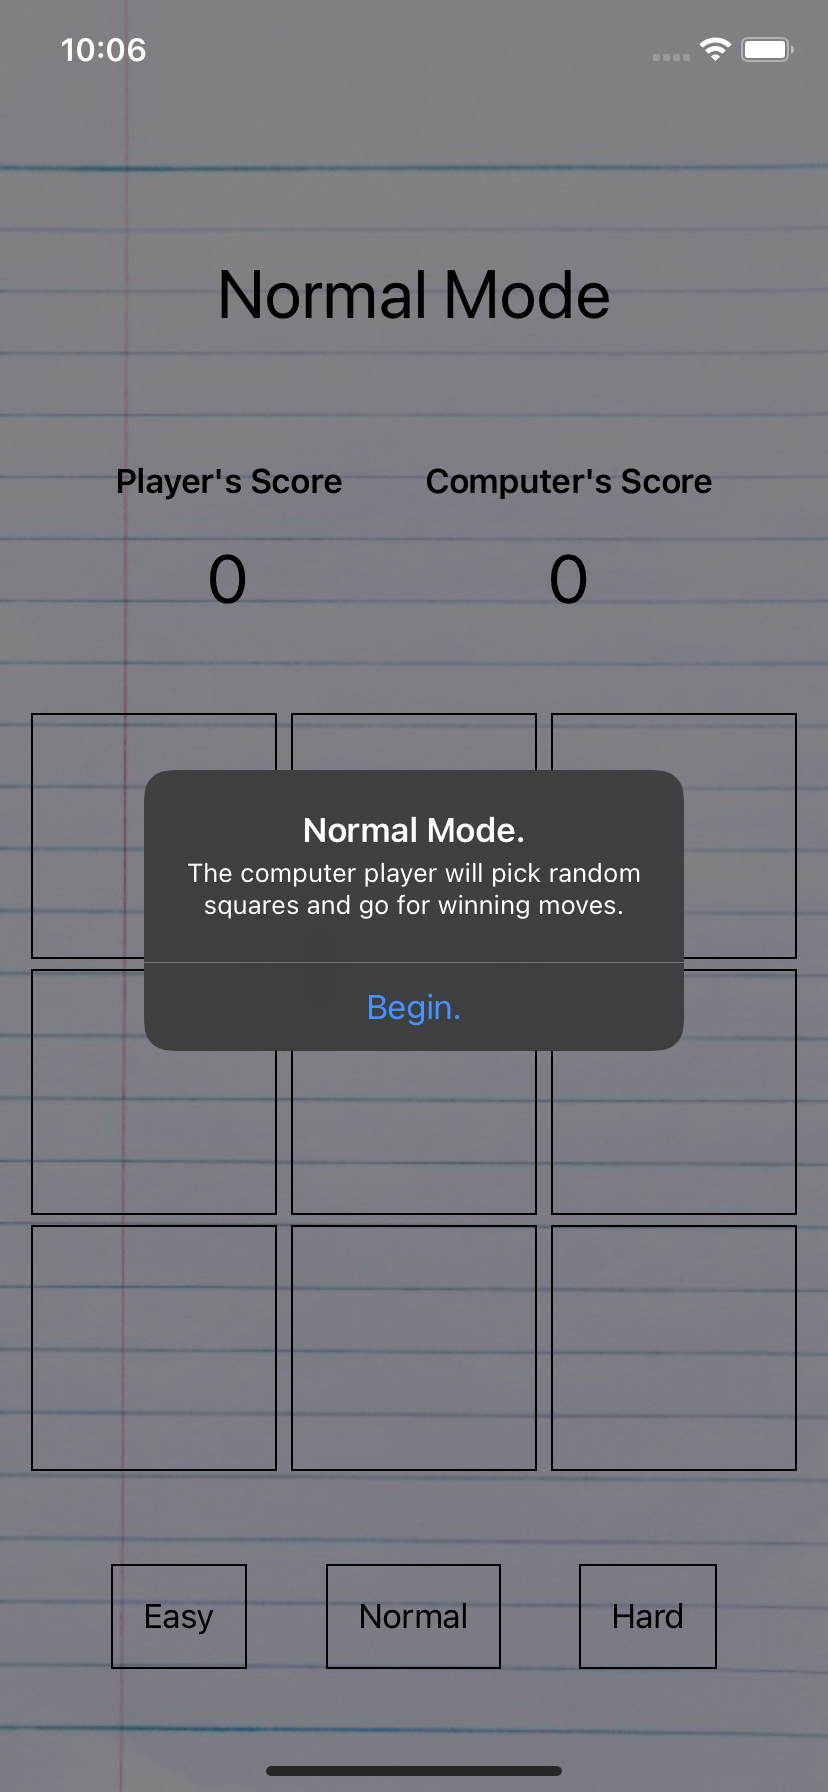 10:06
Normal Mode
Player's Score Computer's Score
0 0
Normal Mode.
The computer player will pick random
squares and go for winning moves.
Begin.
Easy Normal Hard